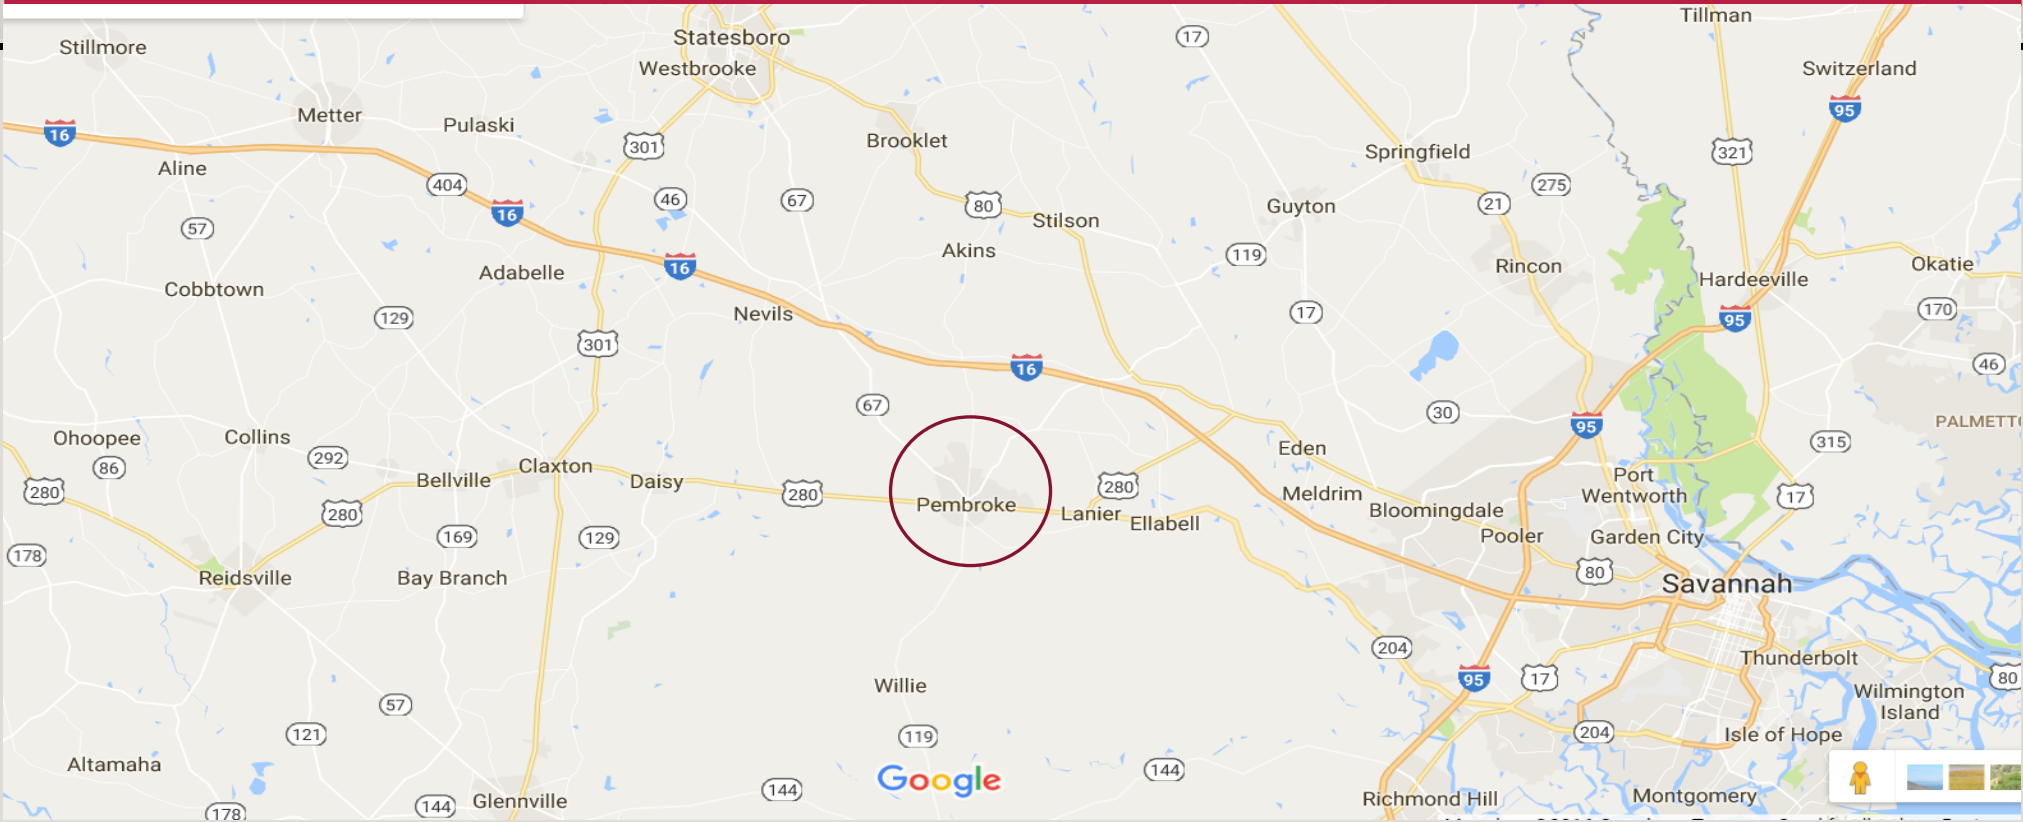 Tillman
Stillmore
Statesboro
17
Westbrooke
Switzerland
95
Metter
Pulaski
16
301
Brooklet
Springfield
321
Aline
404
46
67
80
275
21
16
Guyton
57
Stilson
Akins
119
Rincon
Okatie
Adabelle
16
Hardeeville
Cobbtown
129
Nevils
17
95
170
301
16
46
67
30
95
PALMETT
Ohoopee
Collins
315
292
86
Claxton
Eden
Bellville
Daisy
280
280
280
280
Port
Wentworth
Meldrim
17
Pembroke
Lanier
Bloomingdale
Ellabell
169
129
Pooler
Garden City
178
80
Reidsville
Bay Branch
Savannah
204
Thunderbolt
95
17
80
Willie
Wilmington
Island
57
121
119
204
Isle of Hope
Altamaha
144
Google
144
Richmond Hill
Montgomery
178
144
Glennville